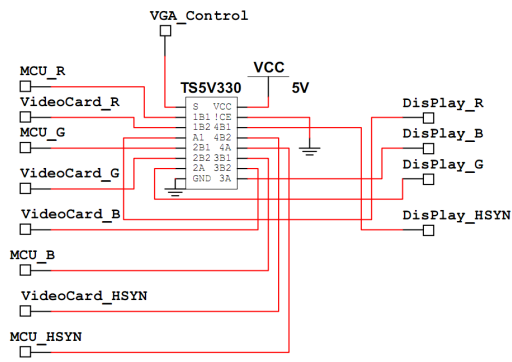 VGA_Control
VCC
5V
TS5V330
MCU_R
VideoCard_R
MCU_G
VideoCard_G
VideoCard_B
MCU_B
VideoCard_HSYN
MCU_HSYN
S VCC
1B1 !CE
1B2 4B1
A1 4B2
2B1 4A
2B2 3B1
2A 3B2
GND 3A
DisPlay_R
DisPlay_B
DisPlay_G
DisPlay_HSYN